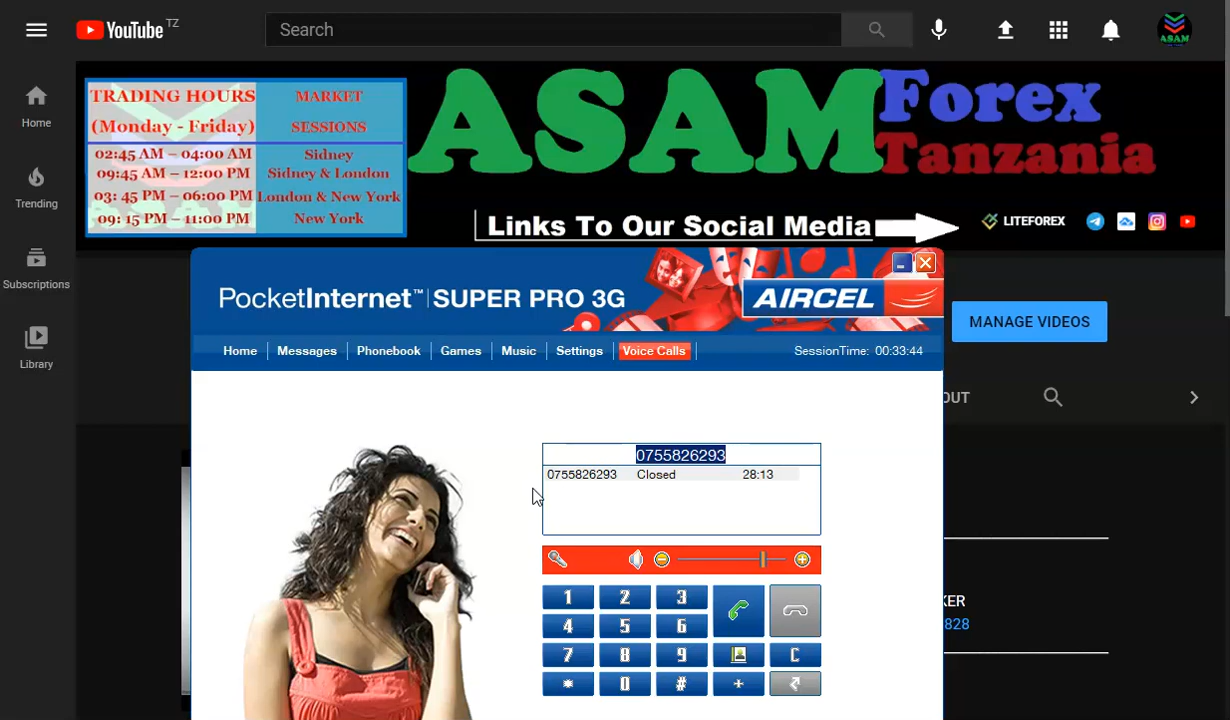 YouTube TZ
Search
ASAM
Home
Trending
Subscriptions
Library
TRADING HOURS MARKET
(Monday - Friday) SESSIONS
02:45 AM – 04:00 AM Sidney
09:45 AM – 12:00 PM Sidney & London
03: 45 PM – 06:00 PM London & New York
09: 15 PM – 11:00 PM New York
ASAM Forex
Tanzania
Links To Our Social Media
LITEFOREX
PocketInternet™ | SUPER PRO 3G
AIRCEL
MANAGE VIDEOS
Home Messages Phonebook Games Music Settings Voice Calls SessionTime: 00:33:44
OUT
0755826293
0755826293 Closed 28:13
1 2 3
4 5 6
7 8 9 C
* 0 # +
KER
828